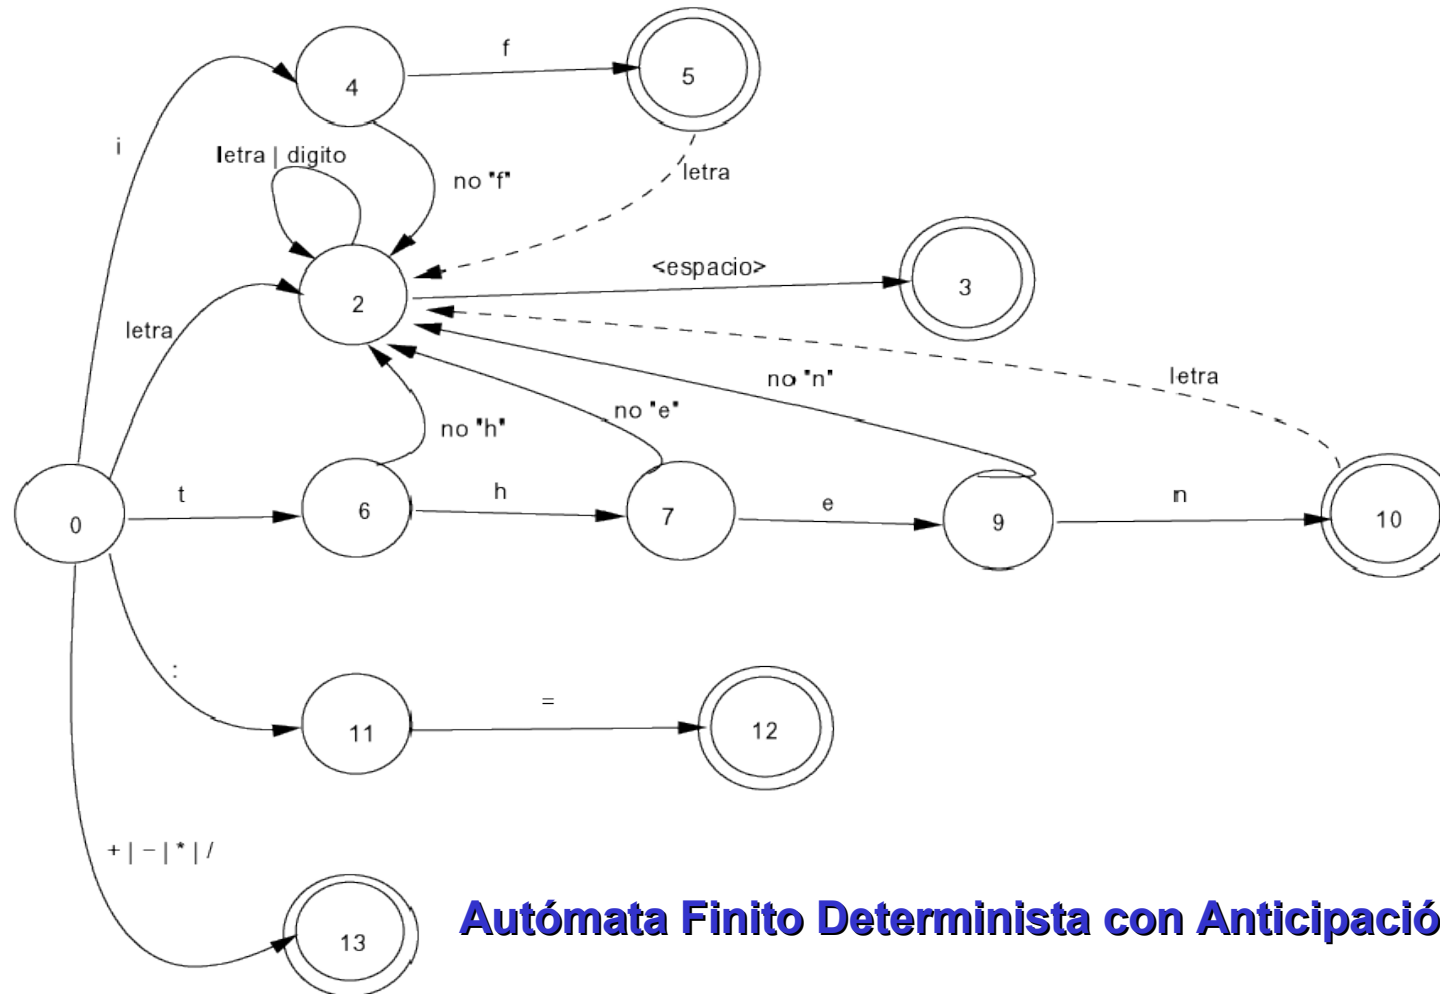 f
4
5
i
letra | digito
no "f"
letra
<espacio>
2
3
letra
no "n"
letra
no "e"
no "h"
t
h
e
n
0
6
7
9
10
:
=
11
12
+ | - | * | /
13
Autómata Finito Determinista con Anticipació